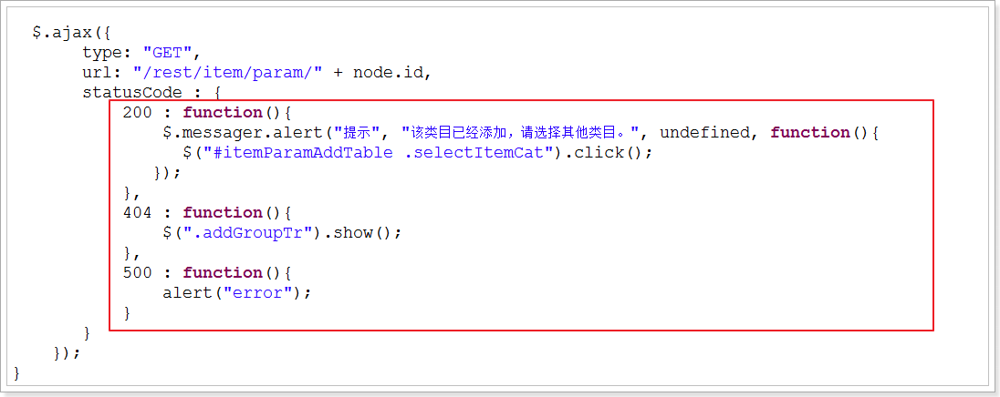 $.ajax({
type: "GET",
url: "/rest/item/param/" + node.id,
statusCode : {
200 : function(){
$.messager.alert("提示", "该类目已经添加，请选择其他类目。", undefined, function(){
$("#itemParamAddTable .selectItemCat").click();
});
},
404 : function(){
$(".addGroupTr").show();
},
500 : function(){
alert("error");
}
}
});
}